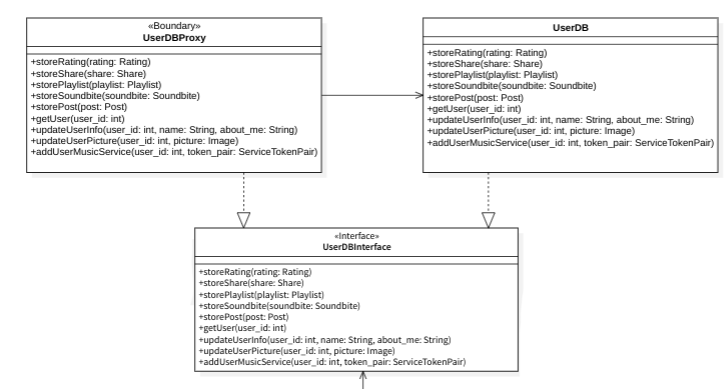 «Boundary»
UserDBProxy
+storeRating(rating: Rating)
+storeShare(share: Share)
+storePlaylist(playlist: Playlist)
+storeSoundbite(soundbite: Soundbite)
+storePost(post: Post)
+getUser(user_id: int)
+updateUserInfo(user_id: int, name: String, about_me: String)
+updateUserPicture(user_id: int, picture: Image)
+addUserMusicService(user_id: int, token_pair: ServiceTokenPair)
UserDB
+storeRating(rating: Rating)
+storeShare(share: Share)
+storePlaylist(playlist: Playlist)
+storeSoundbite(soundbite: Soundbite)
+storePost(post: Post)
+getUser(user_id: int)
+updateUserInfo(user_id: int, name: String, about_me: String)
+updateUserPicture(user_id: int, picture: Image)
+addUserMusicService(user_id: int, token_pair: ServiceTokenPair)
«Interface»
UserDBInterface
+storeRating(rating: Rating)
+storeShare(share: Share)
+storePlaylist(playlist: Playlist)
+storeSoundbite(soundbite: Soundbite)
+storePost(post: Post)
+getUser(user_id: int)
+updateUserInfo(user_id: int, name: String, about_me: String)
+updateUserPicture(user_id: int, picture: Image)
+addUserMusicService(user_id: int, token_pair: ServiceTokenPair)